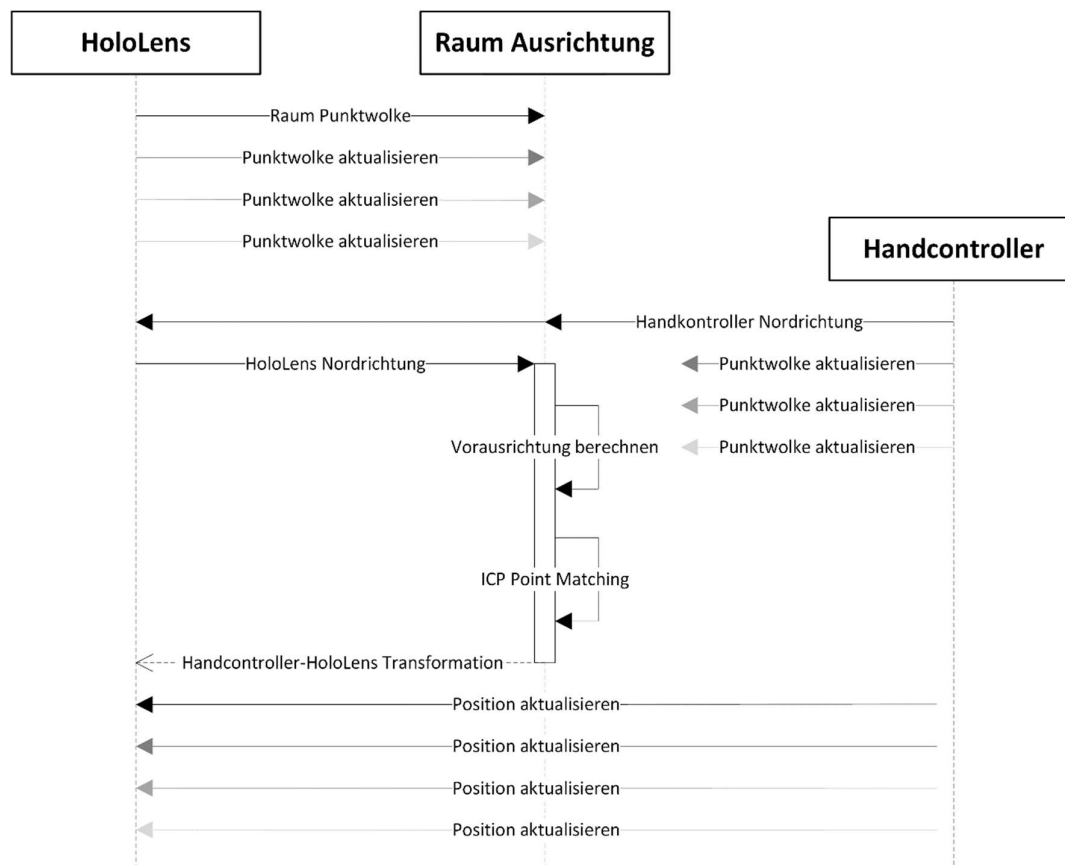 HoloLens
Raum Ausrichtung
Raum Punktwolke
Punktwolke aktualisieren
Punktwolke aktualisieren
Punktwolke aktualisieren
Handcontroller
Handkontroller Nordrichtung
HoloLens Nordrichtung
Punktwolke aktualisieren
Punktwolke aktualisieren
Vorausrichtung berechnen
Punktwolke aktualisieren
ICP Point Matching
Handcontroller-HoloLens Transformation
Position aktualisieren
Position aktualisieren
Position aktualisieren
Position aktualisieren